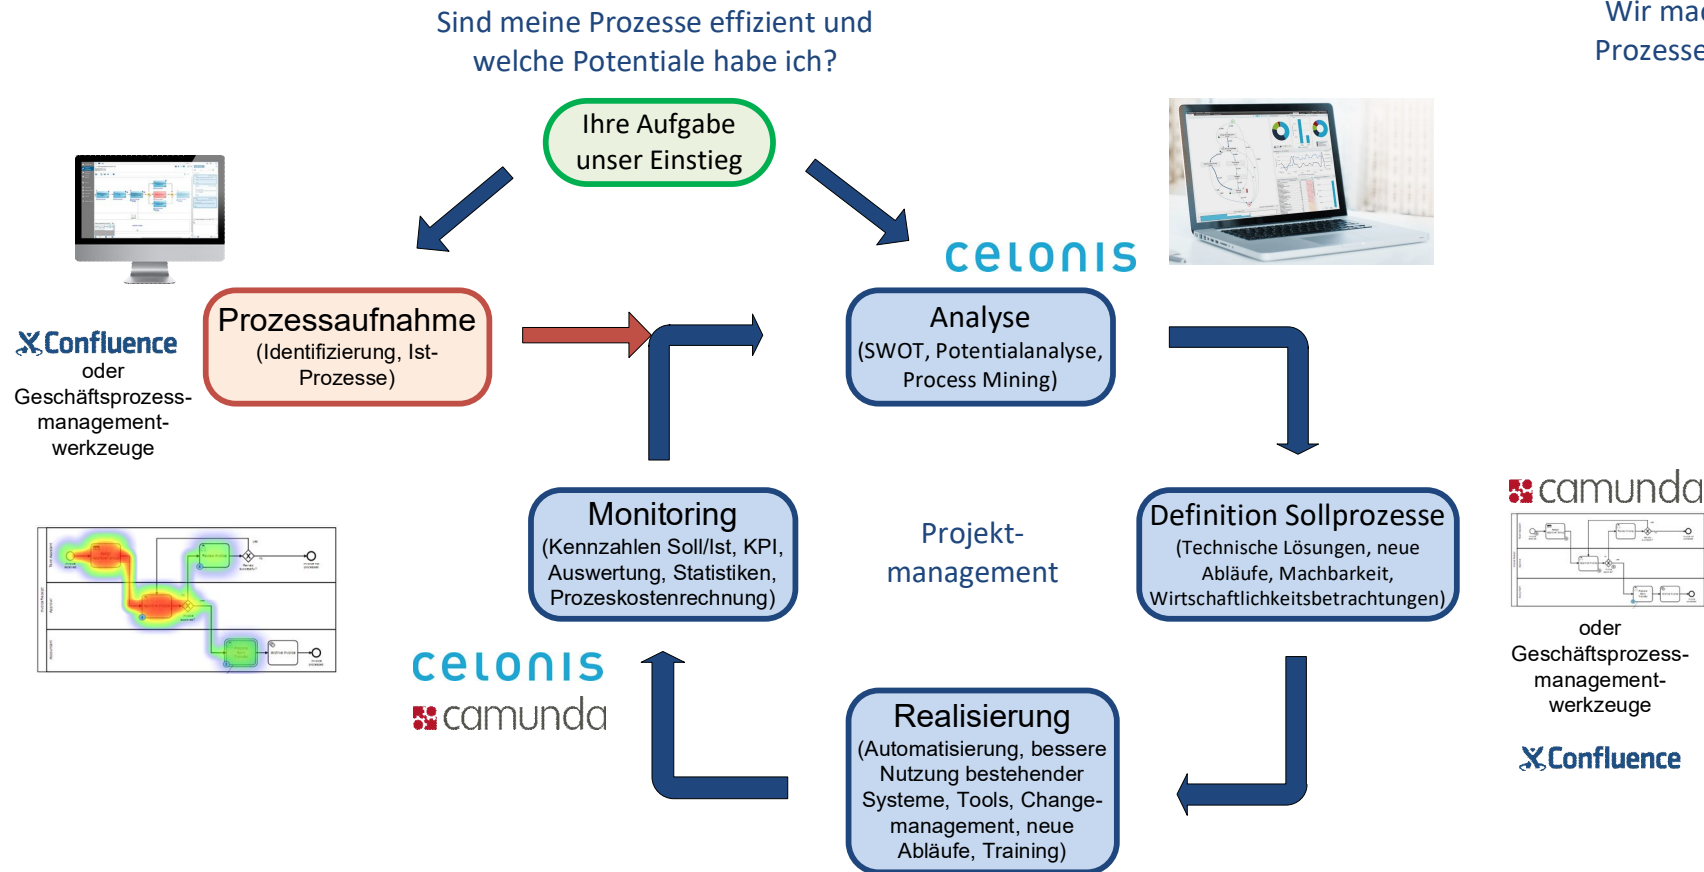 Sind meine Prozesse effizient und
welche Potentiale habe ich?
Wir mac
Prozesse
Ihre Aufgabe
unser Einstieg
celonis
Prozessaufnahme
(Identifizierung, Ist-
Prozesse)
Confluence
oder
Geschäftsprozess-
management-
werkzeuge
Analyse
(SWOT, Potentialanalyse,
Process Mining)
Monitoring
(Kennzahlen Soll/Ist, KPI,
Auswertung, Statistiken,
Prozeskostenrechnung)
Projekt-
management
Definition Sollprozesse
(Technische Lösungen, neue
Abläufe, Machbarkeit,
Wirtschaftlichkeitsbetrachtungen)
camunda
oder
Geschäftsprozess-
management-
werkzeuge
Confluence
celonis
camunda
Realisierung
(Automatisierung, bessere
Nutzung bestehender
Systeme, Tools, Change-
management, neue
Abläufe, Training)